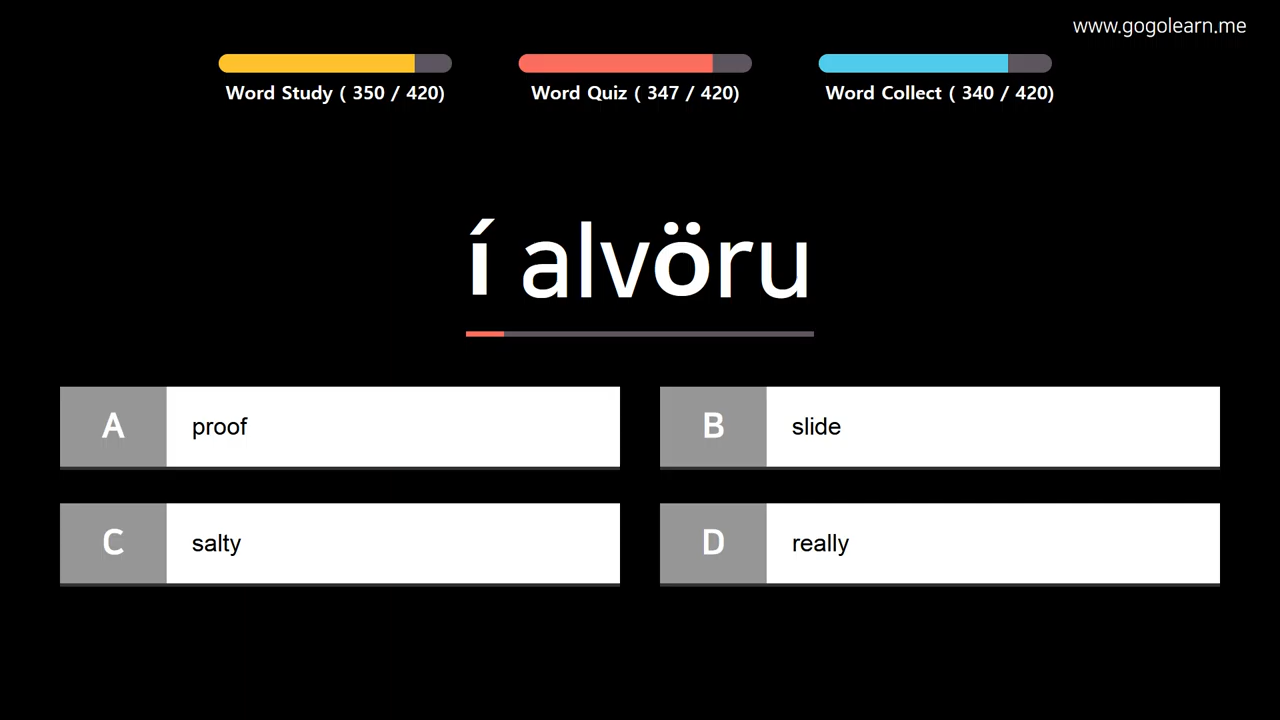 www.gogolearn.me
Word Study ( 350 / 420)
Word Quiz ( 347 / 420)
Word Collect ( 340 / 420)
í alvöru
A proof
B slide
C salty
D really